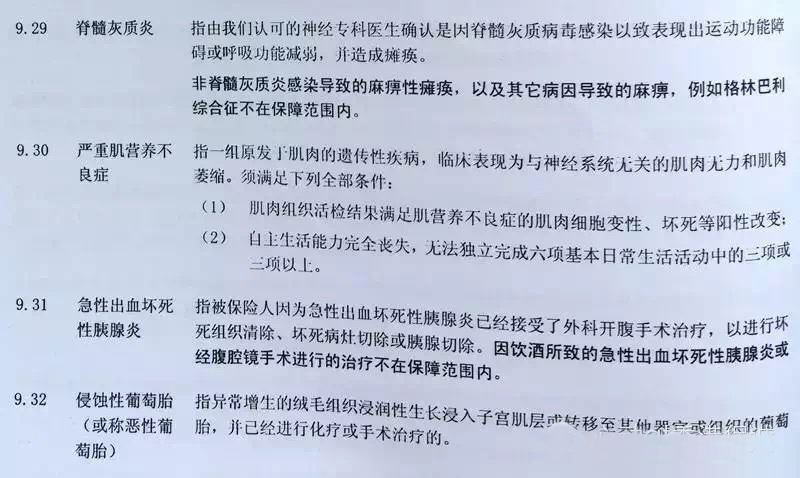 9.29 脊髓灰质炎 指由我们认可的神经专科医生确认是因脊髓灰质病毒感染以致表现出运动功能障
碍或呼吸功能减弱，并造成瘫痪。
非脊髓灰质炎感染导致的麻痹性瘫痪，以及其它病因导致的麻痹，例如格林巴利
综合征不在保障范围内。
9.30 严重肌营养不 指一组原发于肌肉的遗传性疾病，临床表现为与神经系统无关的肌肉无力和肌肉
良症 萎缩。须满足下列全部条件：
（1） 肌肉组织活检结果满足肌营养不良症的肌肉细胞变性、坏死等阳性改变；
（2） 自主生活能力完全丧失，无法独立完成六项基本日常生活活动中的三项或
三项以上。
9.31 急性出血坏死 指被保险人因为急性出血坏死性胰腺炎已经接受了外科开腹手术治疗，以进行坏
性胰腺炎 死组织清除、坏死病灶切除或胰腺切除。因饮酒所致的急性出血坏死性胰腺炎或
经腹腔镜手术进行的治疗不在保障范围内。
9.32 侵蚀性葡萄胎 指异常增生的绒毛组织浸润性生长浸入子宫肌层或转移至其他器官或组织的葡萄
（或称恶性葡 胎，并已经进行化疗或手术治疗的。
萄胎）